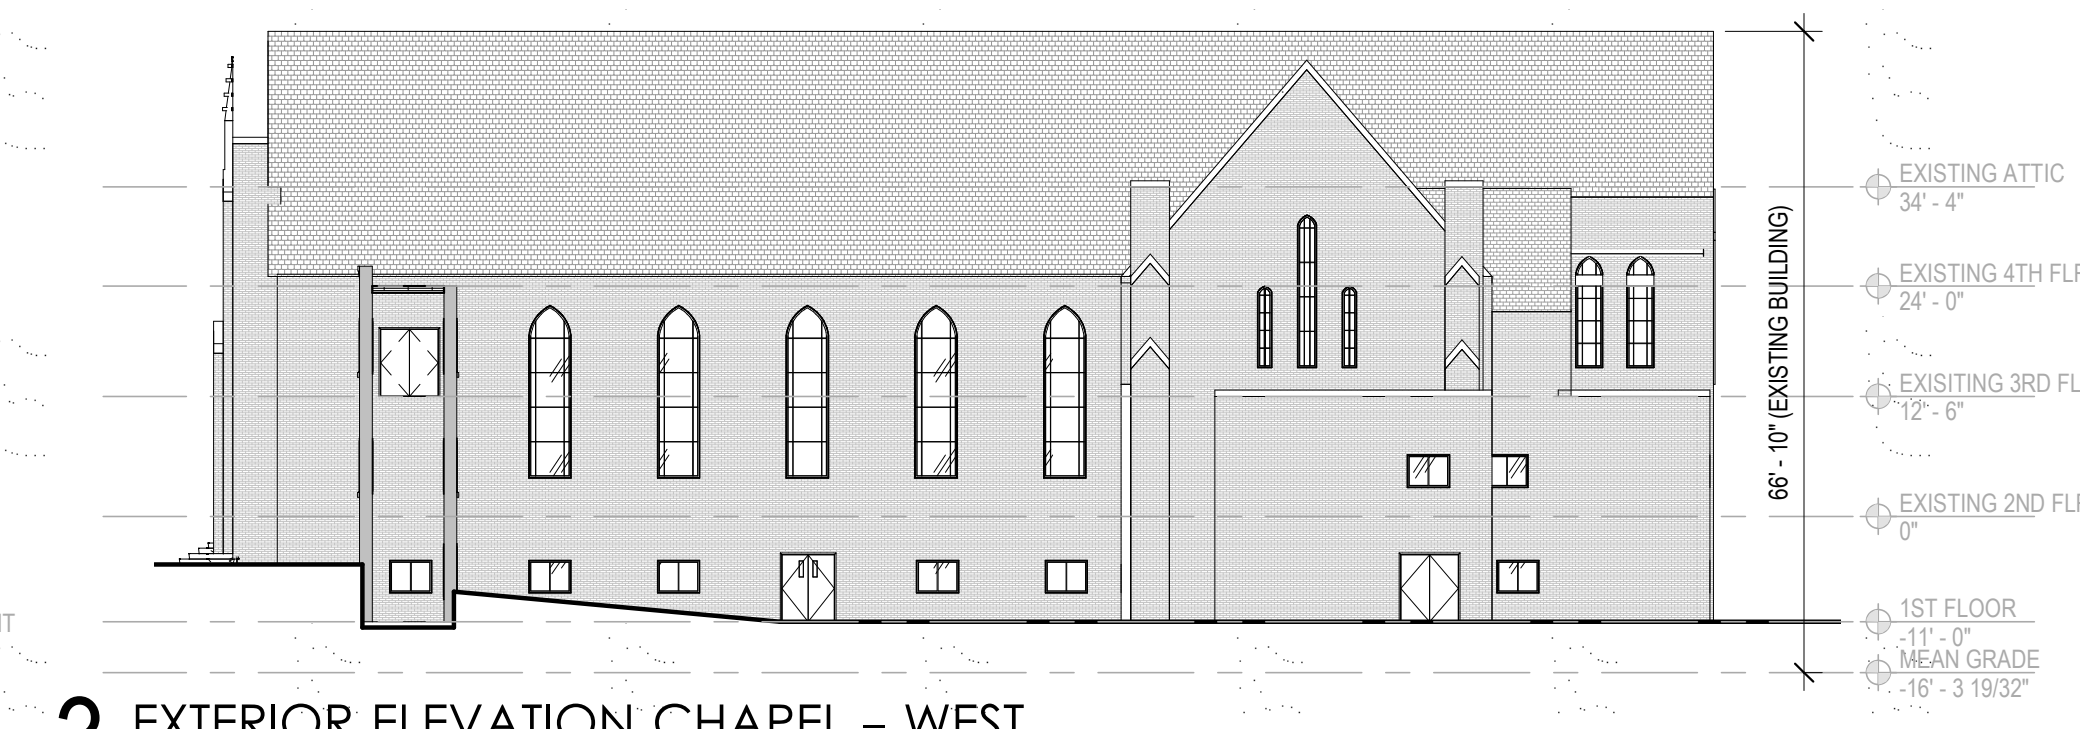 EXISTING ATTIC
34' - 4"
66' - 10" (EXISTING BUILDING)
EXISTING 4TH FLR
24' - 0"
EXISITING 3RD FL
12' - 6"
EXISTING 2ND FLR
0"
1ST FLOOR
-11' - 0"
MEAN GRADE
-16' - 3 19/32"
2 EXTERIOR ELEVATION CHAPEL – WEST